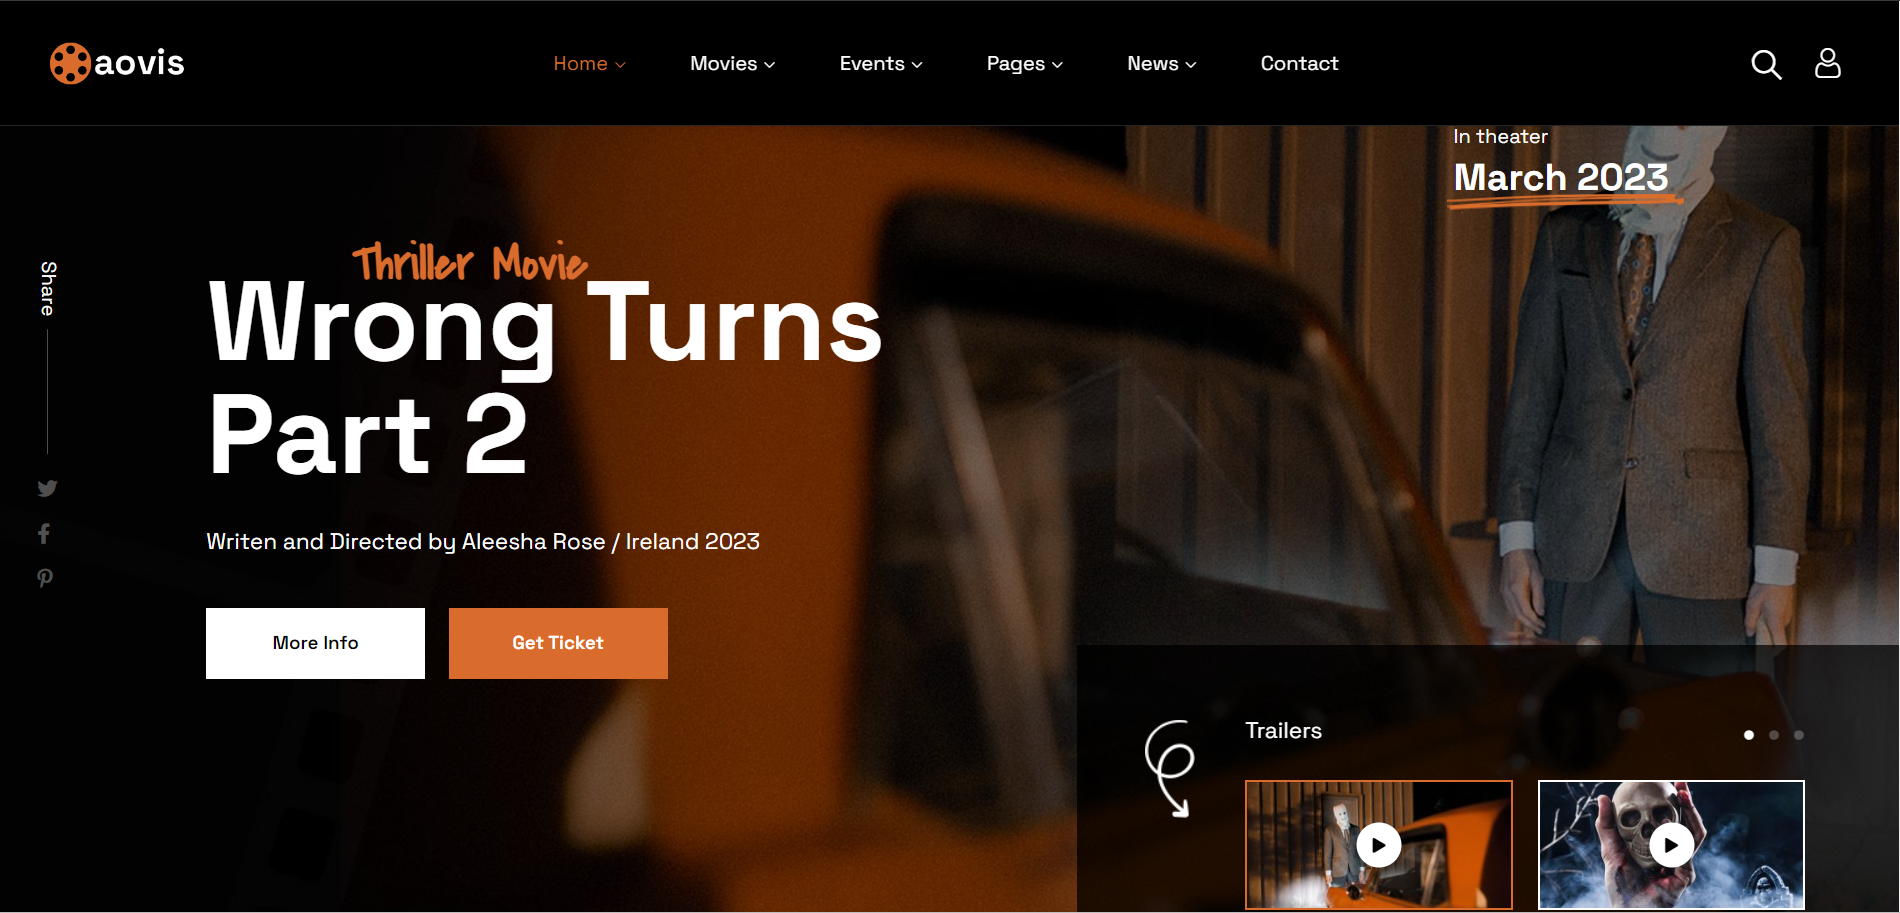 aovis
Home
Movies
Events
Pages
News
Contact
In theater
March 2023
Share
Thriller Movie
Wrong Turns
Part 2
Writen and Directed by Aleesha Rose / Ireland 2023
More Info
Get Ticket
Trailers